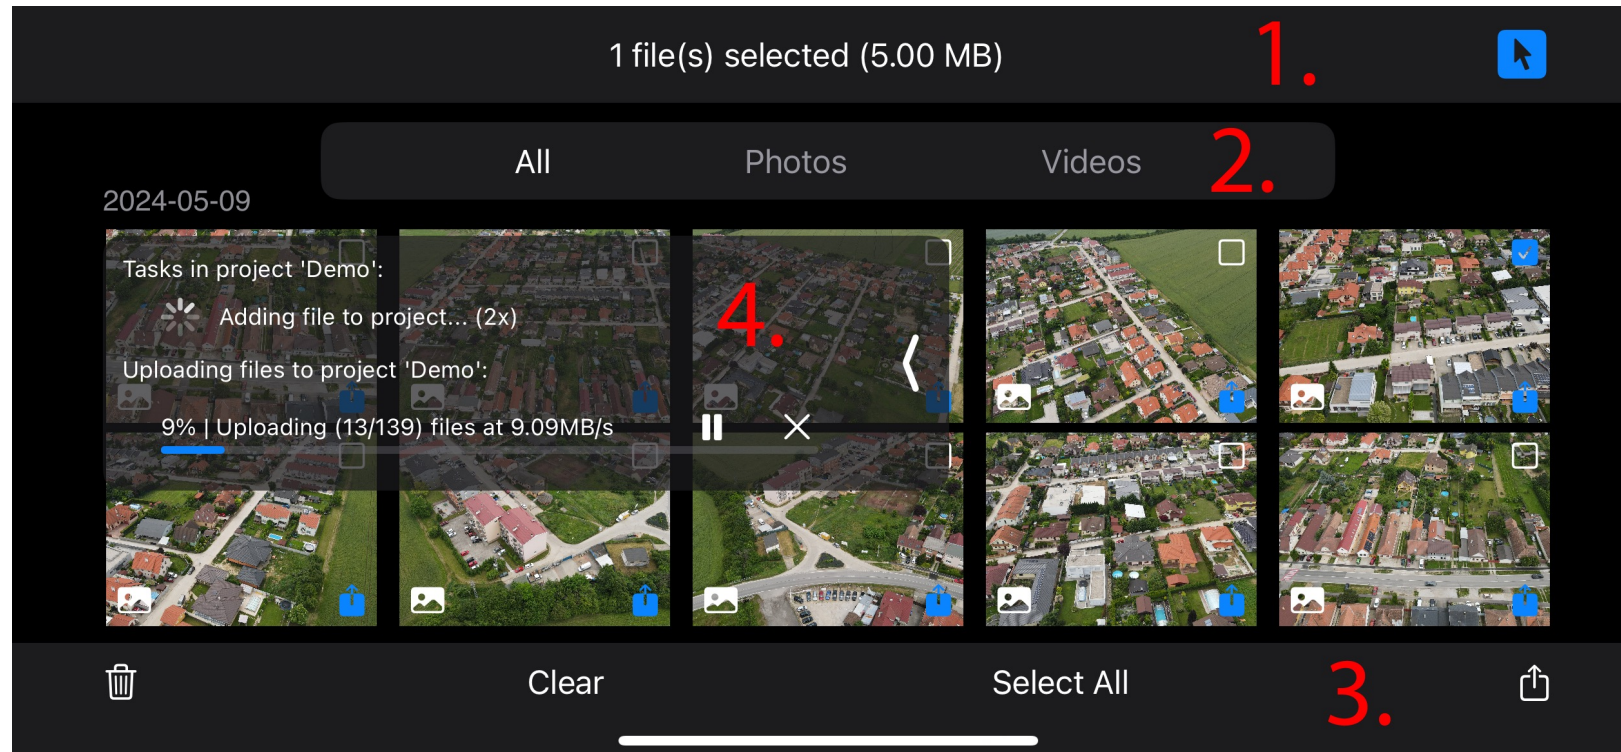 1 file(s) selected (5.00 MB)
1.
All
Photos
Videos
2.
2024-05-09
Tasks in project 'Demo':
Adding file to project... (2x)
4.
Uploading files to project 'Demo':
9% | Uploading (13/139) files at 9.09MB/s
Clear
Select All
3.